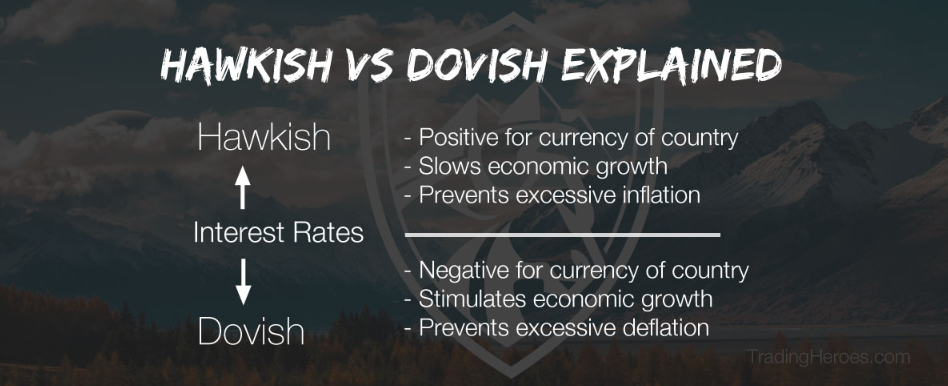 HAWKISH VS DOVISH EXPLAINED
Hawkish
- Positive for currency of country
- Slows economic growth
- Prevents excessive inflation
Interest Rates
- Negative for currency of country
- Stimulates economic growth
- Prevents excessive deflation
Dovish
TradingHeroes.com